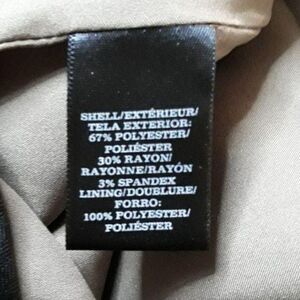 SHELL/EXTÉRIEUR/
TELA EXTERIOR:
67% POLYESTER/
POLIÉSTER
30% RAYON/
RAYONNE/RAYÓN
3% SPANDEX
LINING/DOUBLURE/
FORRO:
100% POLYESTER/
POLIÉSTER